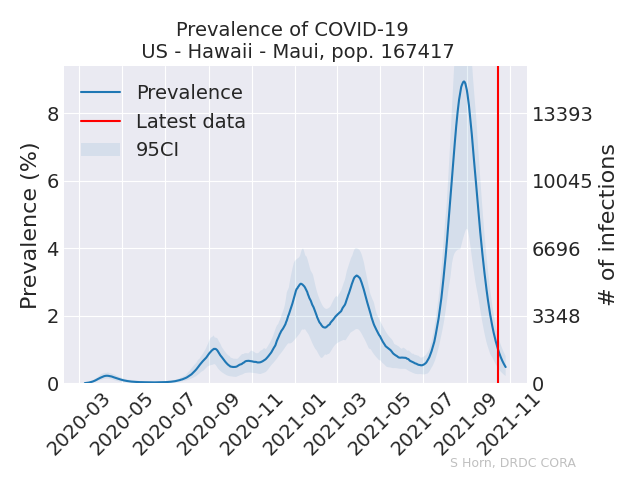 Prevalence of COVID-19
US - Hawaii - Maui, pop. 167417
Prevalence
Latest data
95CI
Prevalence (%)
8
6
4
2
0
13393
10045
6696
3348
0
# of infections
2020-03
2020-05
2020-07
2020-09
2020-11
2021-01
2021-03
2021-05
2021-07
2021-09
2021-11
S Horn, DRDC CORA